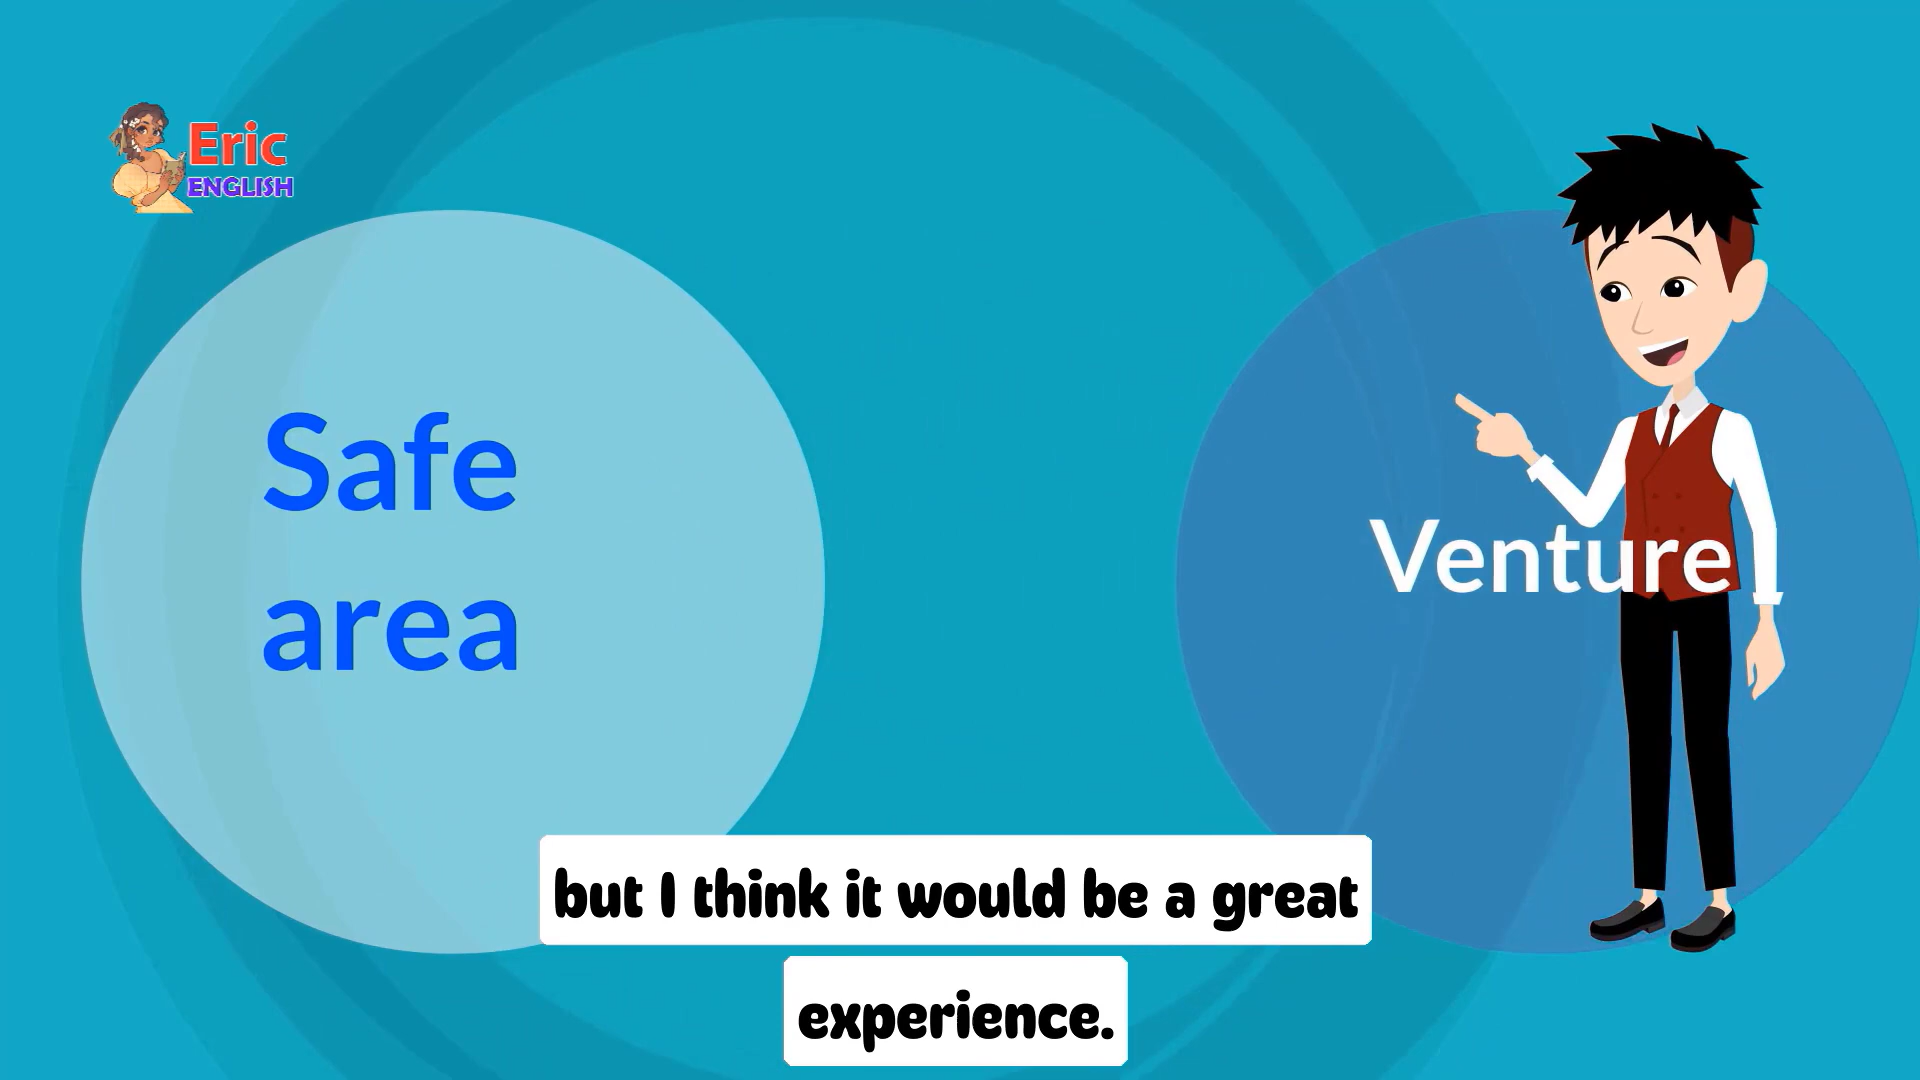 Eric
ENGLISH
Safe
area
Venture
but I think it would be a great
experience.